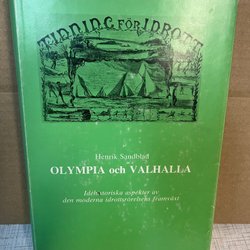 TIDNING FÖR IDROTT
Henrik Sandblad
OLYMPIA och VALHALLA
Idéhistoriska aspekter av
den moderna idrottsrörelsens framväxt